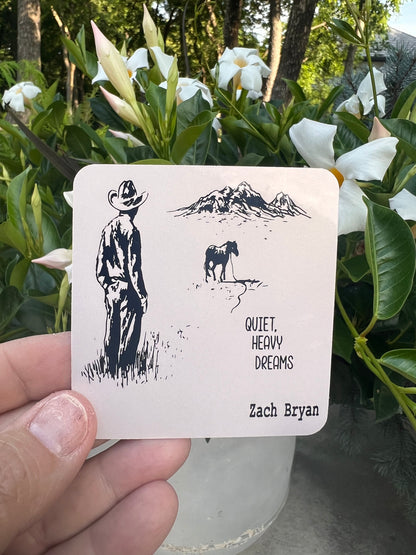 QUIET,
HEAVY
DREAMS
Zach Bryan